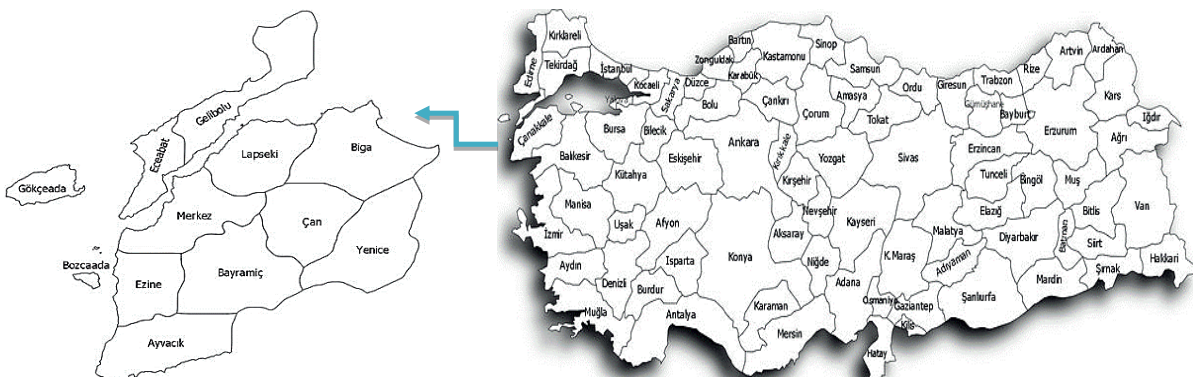 Gelibolu
Eceabat
Lapseki
Biga
Gökçeada
Merkez
Çan
Yenice
Bozcaada
Bayramiç
Ezine
Ayvacık
Kırklareli
Edirne
Tekirdağ
İstanbul
Kocaeli
Yalova
Sakarya
Düzce
Zonguldak
Bartın
Karabük
Kastamonu
Sinop
Samsun
Ordu
Giresun
Trabzon
Rize
Artvin
Ardahan
Kars
Gümüşhane
Bayburt
Iğdır
Ağrı
Erzurum
Çanakkale
Bursa
Bilecik
Bolu
Çankırı
Çorum
Amasya
Tokat
Balıkesir
Kütahya
Eskişehir
Ankara
Kırıkkale
Yozgat
Sivas
Erzincan
Tunceli
Bingöl
Muş
Kırşehir
Manisa
Uşak
Afyon
Nevşehir
Kayseri
Malatya
Elazığ
Diyarbakır
Batman
Bitlis
Van
Siirt
İzmir
Aksaray
Konya
Niğde
K.Maraş
Adıyaman
Aydın
Denizli
Isparta
Burdur
Adana
Osmaniye
Gaziantep
Şanlıurfa
Mardin
Şırnak
Hakkari
Muğla
Antalya
Karaman
Mersin
Kilis
Hatay